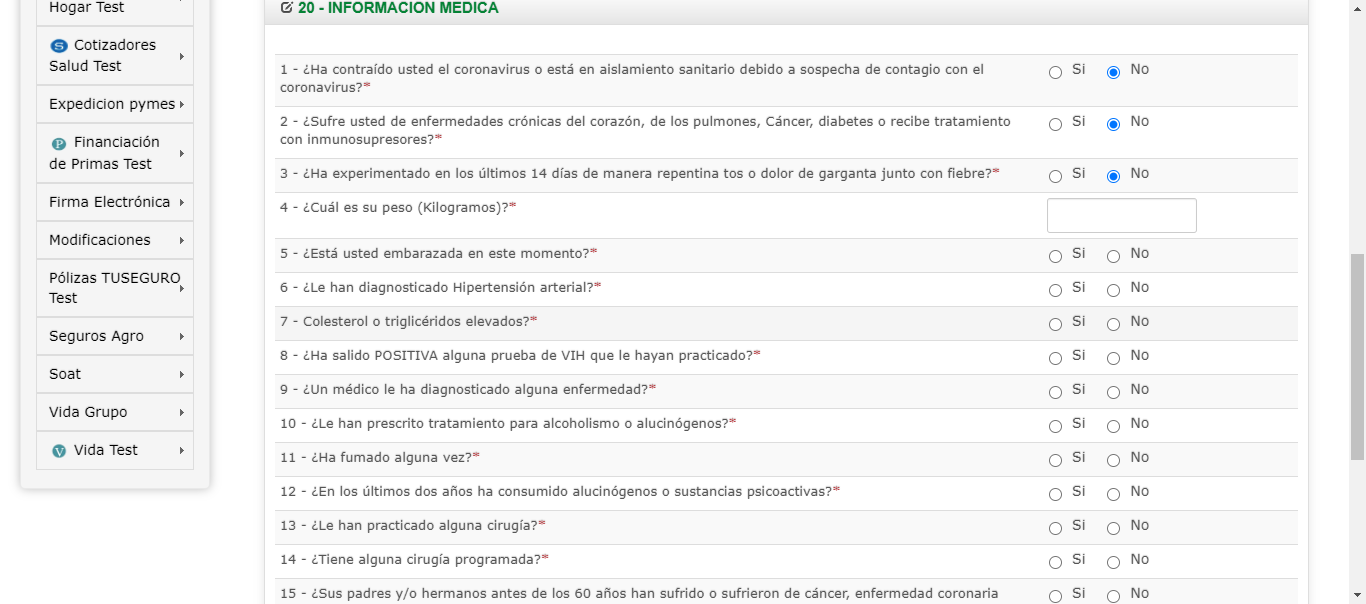 Hogar Test
Cotizadores
Salud Test
Expedicion pymes
Financiación
de Primas Test
Firma Electrónica
Modificaciones
Pólizas TUSEGURO
Test
Seguros Agro
Soat
Vida Grupo
Vida Test
20 - INFORMACION MEDICA
1 - ¿Ha contraído usted el coronavirus o está en aislamiento sanitario debido a sospecha de contagio con el
coronavirus?* Si No
2 - ¿Sufre usted de enfermedades crónicas del corazón, de los pulmones, Cáncer, diabetes o recibe tratamiento
con inmunosupresores?* Si No
3 - ¿Ha experimentado en los últimos 14 días de manera repentina tos o dolor de garganta junto con fiebre?* Si No
4 - ¿Cuál es su peso (Kilogramos)?*
5 - ¿Está usted embarazada en este momento?* Si No
6 - ¿Le han diagnosticado Hipertensión arterial?* Si No
7 - Colesterol o triglicéridos elevados?* Si No
8 - ¿Ha salido POSITIVA alguna prueba de VIH que le hayan practicado?* Si No
9 - ¿Un médico le ha diagnosticado alguna enfermedad?* Si No
10 - ¿Le han prescrito tratamiento para alcoholismo o alucinógenos?* Si No
11 - ¿Ha fumado alguna vez?* Si No
12 - ¿En los últimos dos años ha consumido alucinógenos o sustancias psicoactivas?* Si No
13 - ¿Le han practicado alguna cirugía?* Si No
14 - ¿Tiene alguna cirugía programada?* Si No
15 - ¿Sus padres y/o hermanos antes de los 60 años han sufrido o sufrieron de cáncer, enfermedad coronaria Si No